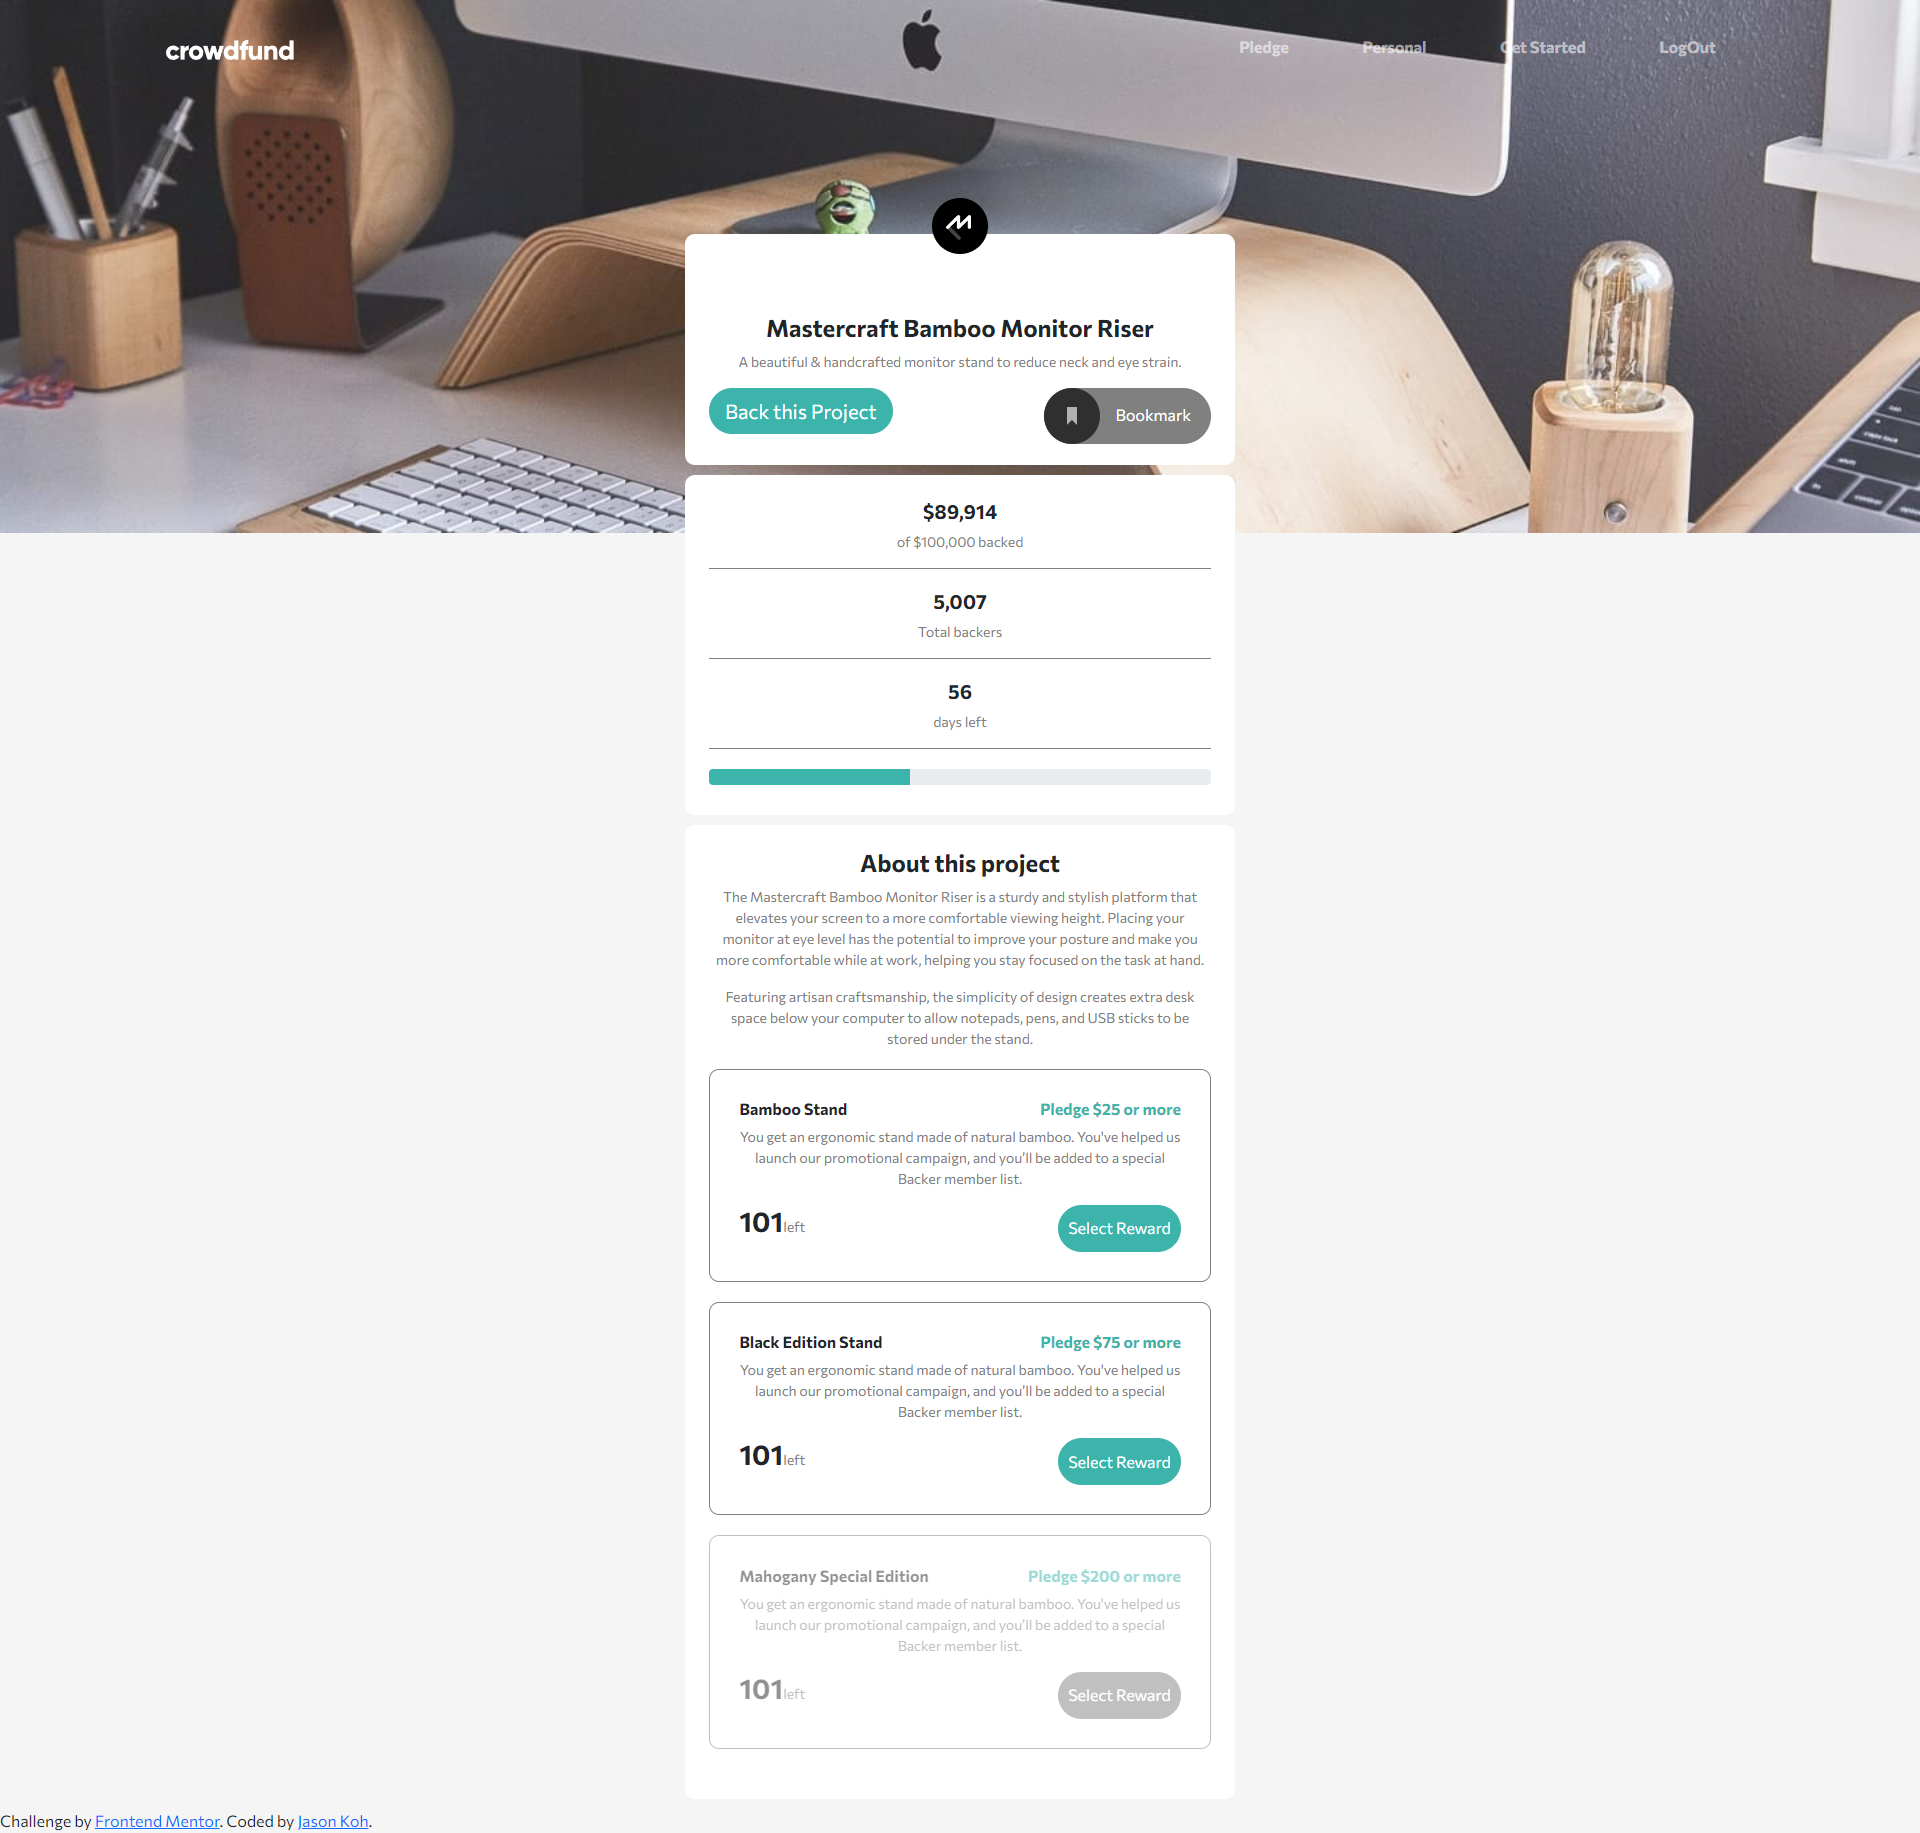 crowdfund
Pledge
Personal
Get Started
LogOut
Mastercraft Bamboo Monitor Riser
A beautiful & handcrafted monitor stand to reduce neck and eye strain.
Back this Project
Bookmark
$89,914
of $100,000 backed
5,007
Total backers
56
days left
About this project
The Mastercraft Bamboo Monitor Riser is a sturdy and stylish platform that
elevates your screen to a more comfortable viewing height. Placing your
monitor at eye level has the potential to improve your posture and make you
more comfortable while at work, helping you stay focused on the task at hand.
Featuring artisan craftsmanship, the simplicity of design creates extra desk
space below your computer to allow notepads, pens, and USB sticks to be
stored under the stand.
Bamboo Stand
Pledge $25 or more
You get an ergonomic stand made of natural bamboo. You've helped us
launch our promotional campaign, and you'll be added to a special
Backer member list.
101left
Select Reward
Black Edition Stand
Pledge $75 or more
You get an ergonomic stand made of natural bamboo. You've helped us
launch our promotional campaign, and you'll be added to a special
Backer member list.
101left
Select Reward
Mahogany Special Edition
Pledge $200 or more
You get an ergonomic stand made of natural bamboo. You've helped us
launch our promotional campaign, and you'll be added to a special
Backer member list.
101left
Select Reward
Challenge by Frontend Mentor. Coded by Jason Koh.